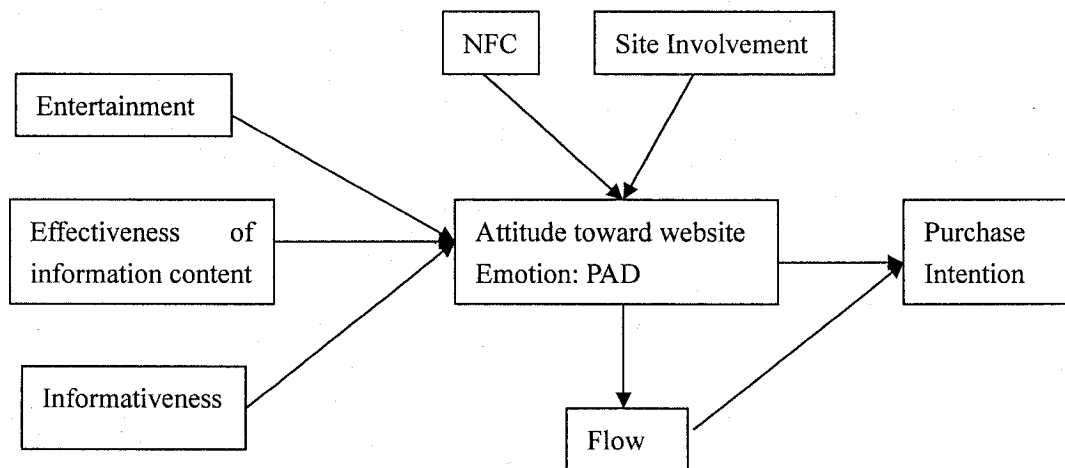 NFC
Site Involvement
Entertainment
Effectiveness of
information content
Attitude toward website
Emotion: PAD
Purchase
Intention
Informativeness
Flow